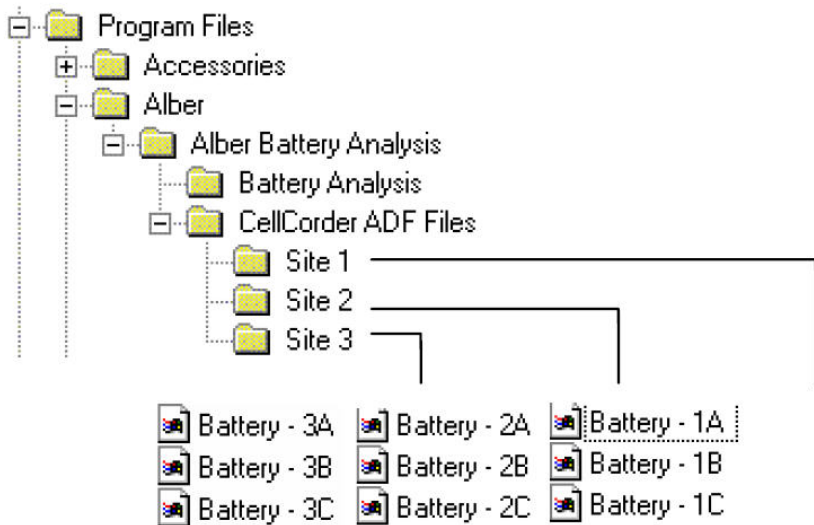 Program Files
Accessories
Alber
Alber Battery Analysis
Battery Analysis
CellCorder ADF Files
Site 1
Site 2
Site 3
Battery - 3A Battery - 2A Battery - 1A
Battery - 3B Battery - 2B Battery - 1B
Battery - 3C Battery - 2C Battery - 1C